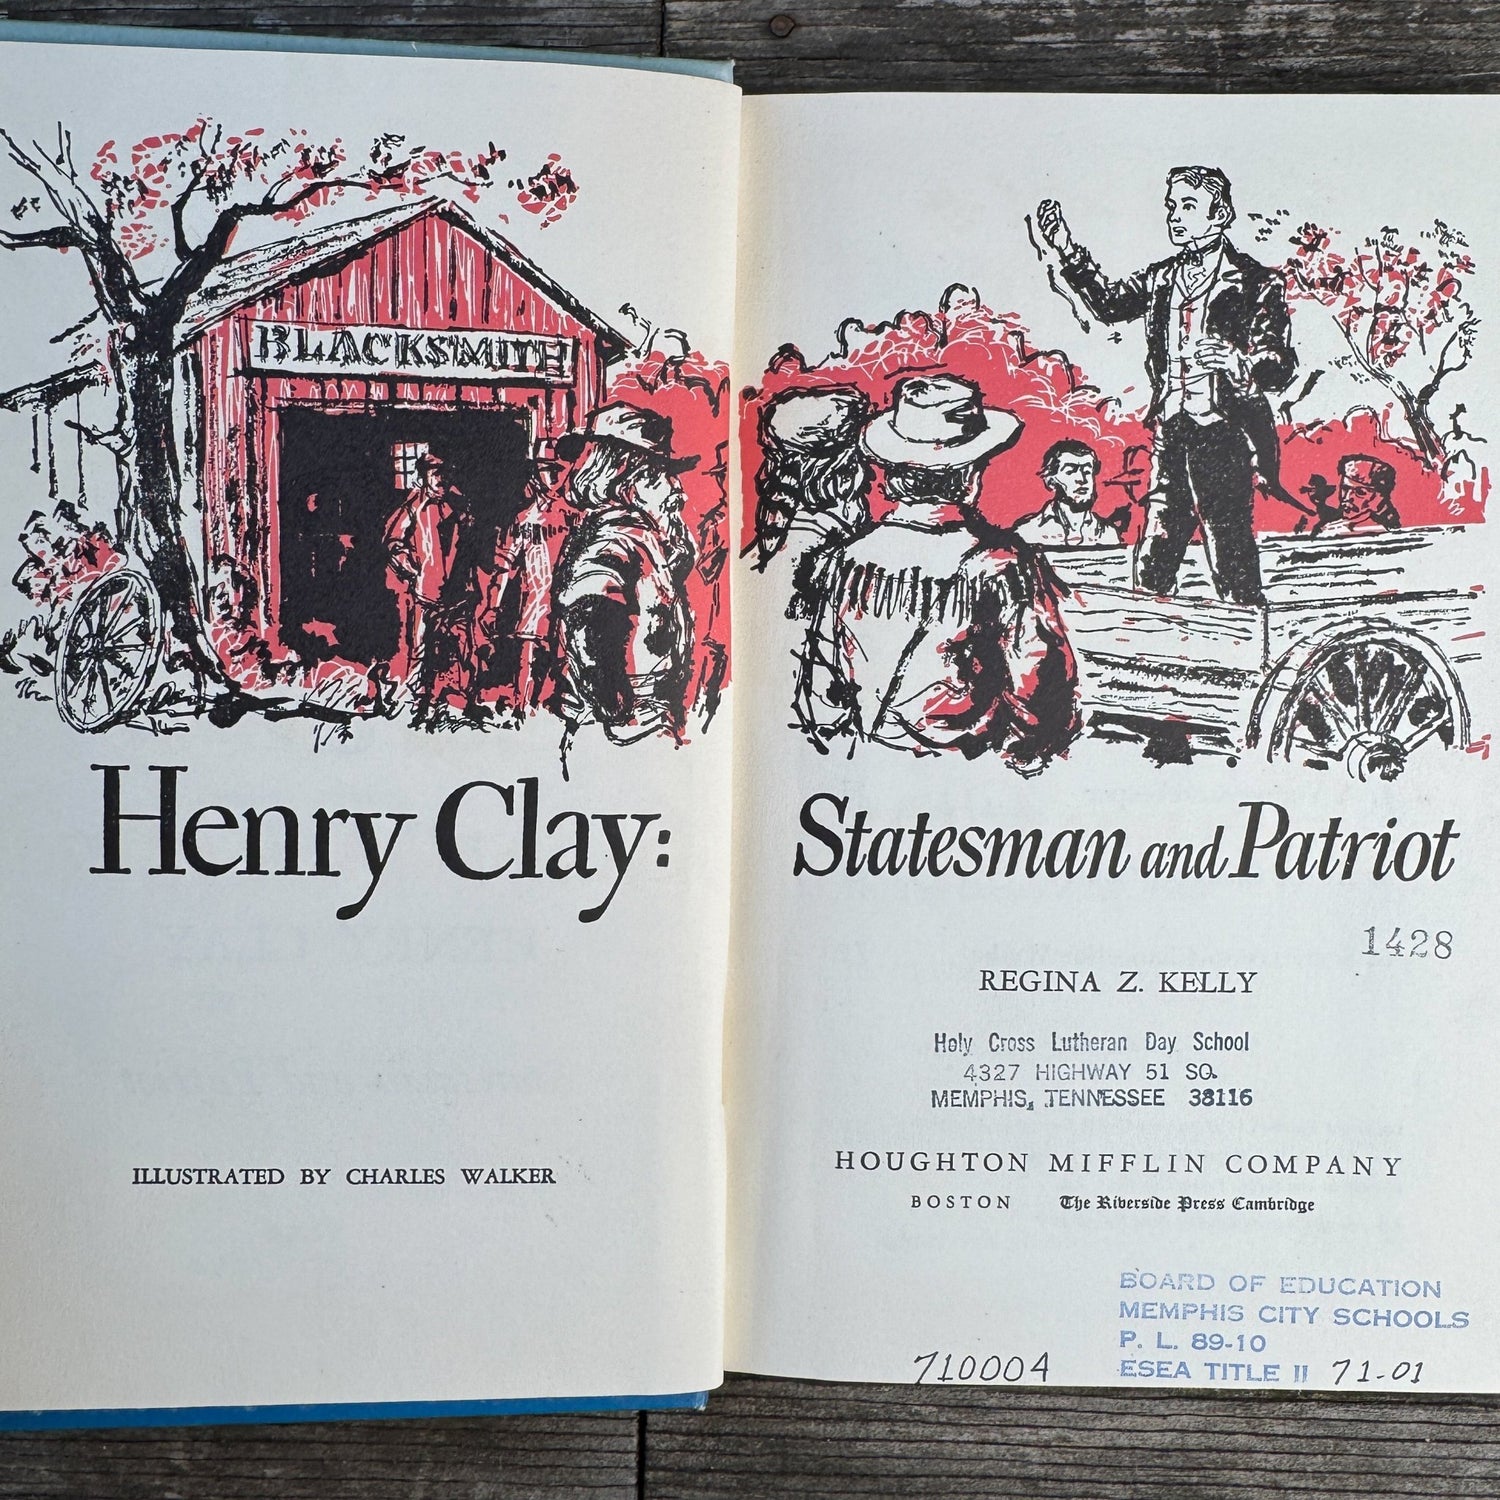 BLACKSMITH
Henry Clay:
ILLUSTRATED BY CHARLES WALKER
Statesman and Patriot
1428
REGINA Z. KELLY
Holy Cross Lutheran Day School
4327 HIGHWAY 51 SO.
MEMPHIS, TENNESSEE 38116
HOUGHTON MIFFLIN COMPANY
BOSTON The Riverside Press Cambridge
BOARD OF EDUCATION
MEMPHIS CITY SCHOOLS
P. L. 89-10
710004 ESEA TITLE II 71-01